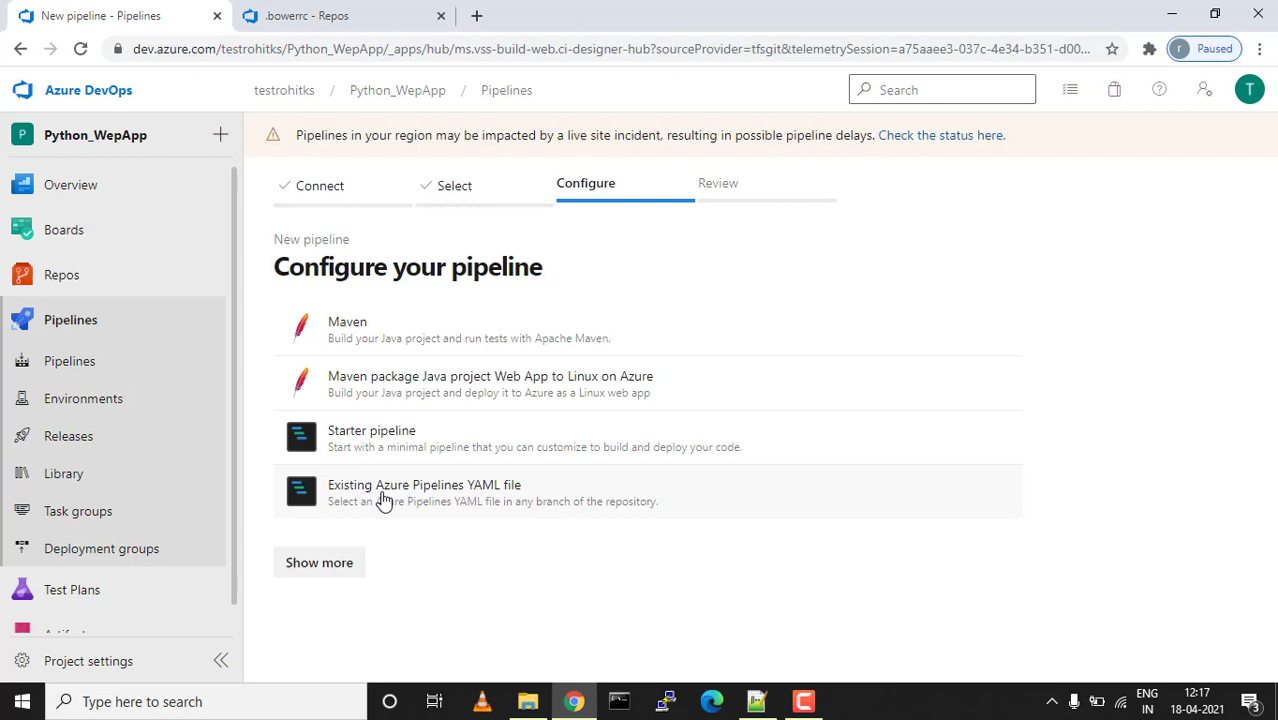 New pipeline - Pipelines
.bowerrc - Repos
dev.azure.com/testrohitks/Python_WepApp/_apps/hub/ms.vss-build-web.ci-designer-hub?sourceProvider=tfsgit&telemetrySession=a75aaee3-037c-4e34-b351-d00...
r
Paused
Azure DevOps
testrohitks / Python_WepApp / Pipelines
Search
T
P
Python_WepApp
Pipelines in your region may be impacted by a live site incident, resulting in possible pipeline delays. Check the status here.
Overview
Boards
Repos
Pipelines
Pipelines
Environments
Releases
Library
Task groups
Deployment groups
Test Plans
Project settings
Connect
Select
Configure
Review
New pipeline
Configure your pipeline
Maven
Build your Java project and run tests with Apache Maven.
Maven package Java project Web App to Linux on Azure
Build your Java project and deploy it to Azure as a Linux web app
Starter pipeline
Start with a minimal pipeline that you can customize to build and deploy your code.
Existing Azure Pipelines YAML file
Select an Azure Pipelines YAML file in any branch of the repository.
Show more
Type here to search
ENG
IN
12:17
18-04-2021
3